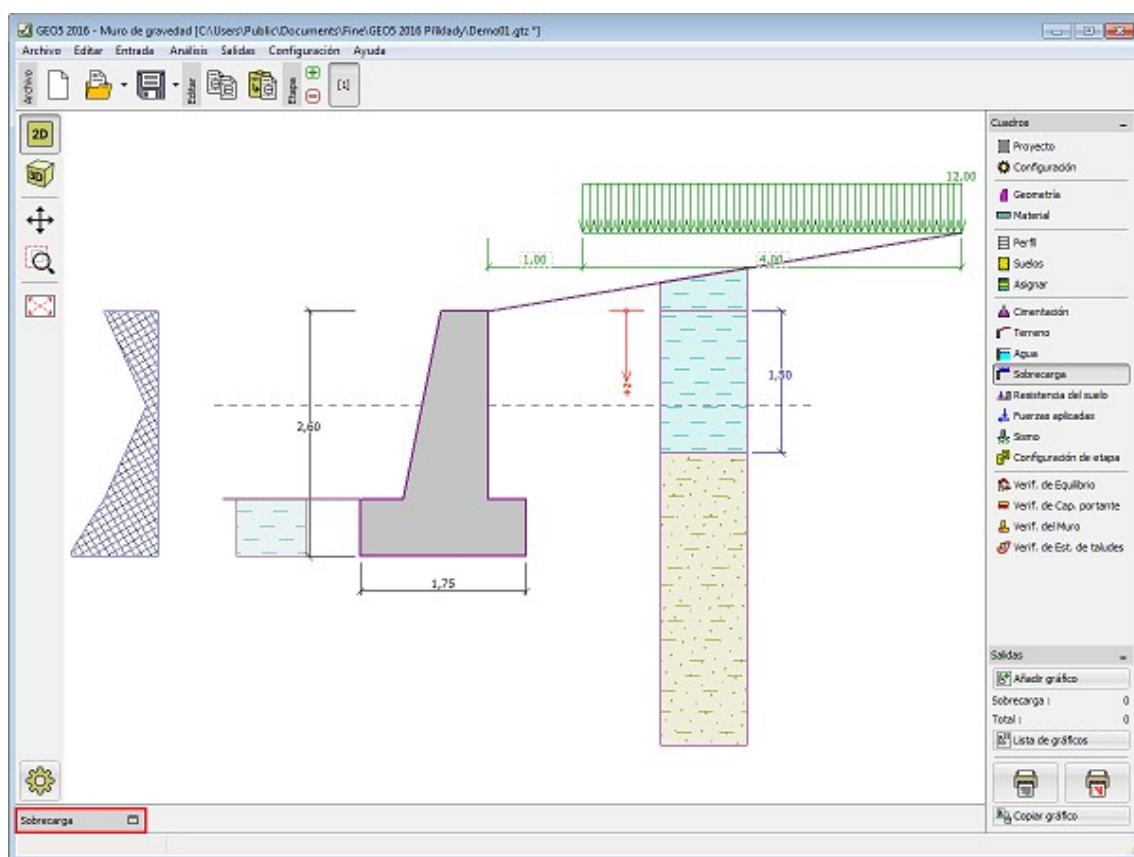 GEO5 2016 - Muro de gravedad [C:\Users\Public\Documents\Fine\GEO5 2016 Příklady\Demo01.gtz *]
Archivo Editar Entrada Análisis Salidas Configuración Ayuda
Archivo
Editar
Etapa
[1]
2D
3D
12,00
1,00
4,00
+z
1,50
2,60
1,75
Cuadros
Proyecto
Configuración
Geometría
Material
Perfil
Suelos
Asignar
Cimentación
Terreno
Agua
Sobrecarga
Resistencia del suelo
Fuerzas aplicadas
Sismo
Configuración de etapa
Verif. de Equilibrio
Verif. de Cap. portante
Verif. del Muro
Verif. de Est. de taludes
Salidas
Añadir gráfico
Sobrecarga : 0
Total : 0
Lista de gráficos
Copiar gráfico
Sobrecarga